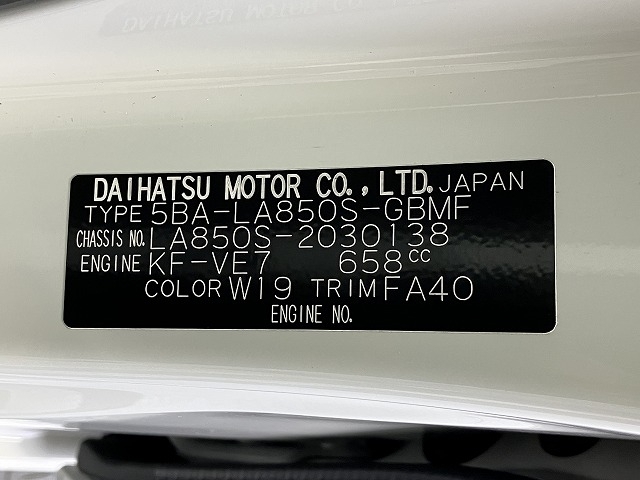 DAIHATSU MOTOR CO.,LTD. JAPAN
TYPE 5BA-LA850S-GBMF
CHASSIS NO. LA850S-2030138
ENGINE KF-VE7 658CC
COLOR W19 TRIM FA40
ENGINE NO.